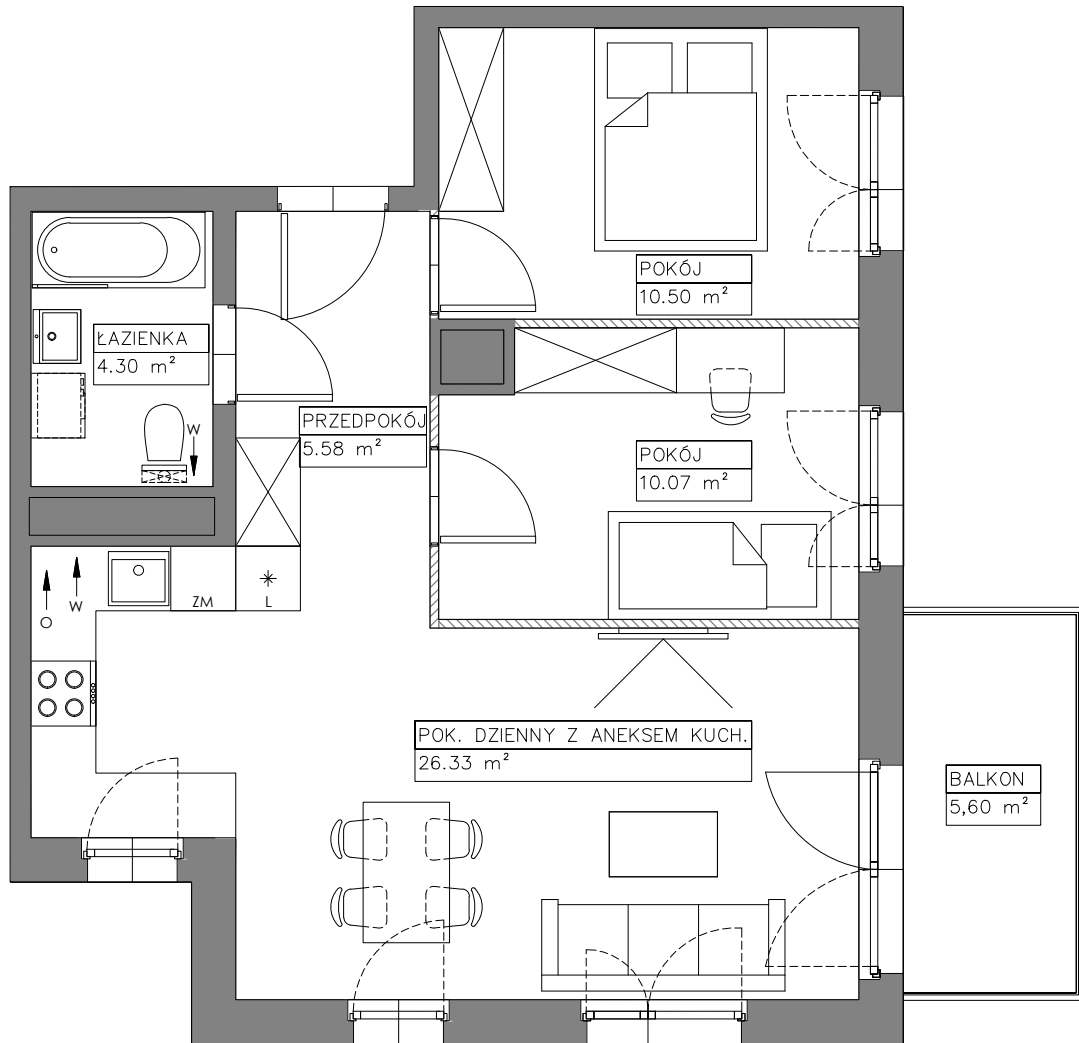 POKÓJ
10.50 m²
ŁAZIENKA
4.30 m²
PRZEDPOKÓJ
5.58 m²
W
POKÓJ
10.07 m²
W
ZM
L
POK. DZIENNY Z ANEKSEM KUCH.
26.33 m²
BALKON
5,60 m²